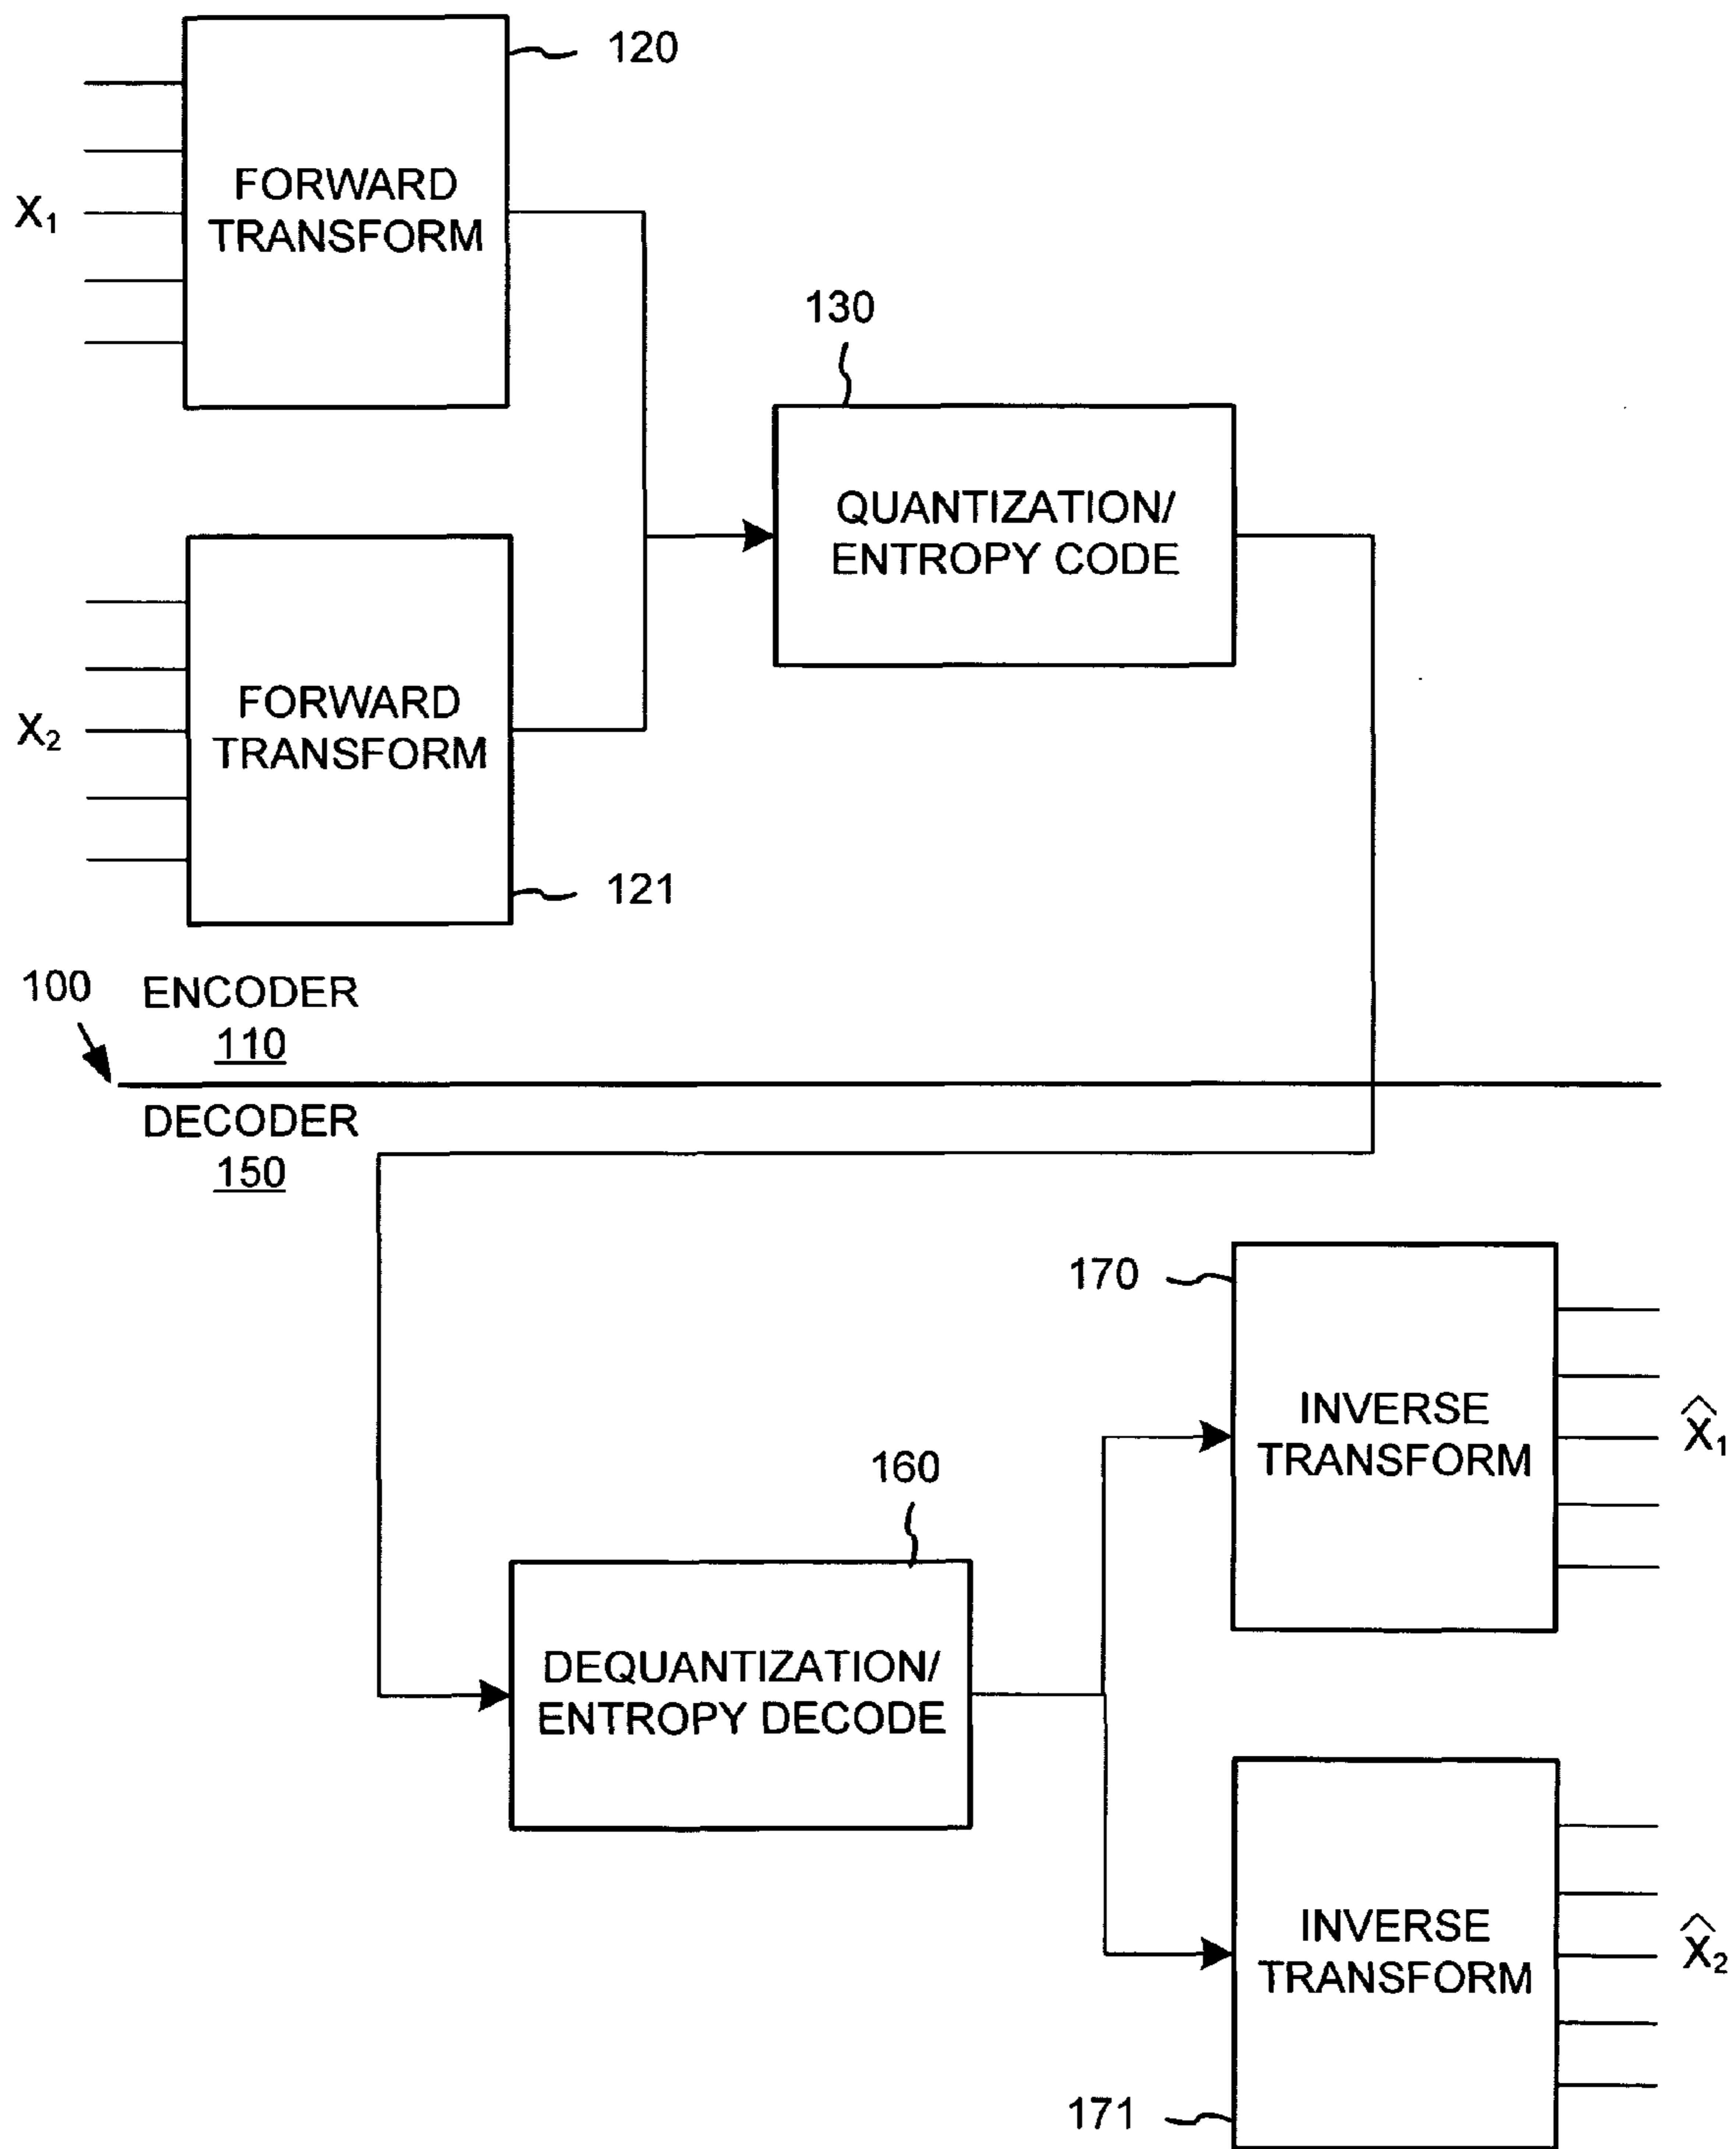 120
FORWARD
TRANSFORM
X₁
130
QUANTIZATION/
ENTROPY CODE
FORWARD
TRANSFORM
X₂
121
100
ENCODER
110
DECODER
150
170
INVERSE
TRANSFORM
X̂₁
160
DEQUANTIZATION/
ENTROPY DECODE
INVERSE
TRANSFORM
X̂₂
171